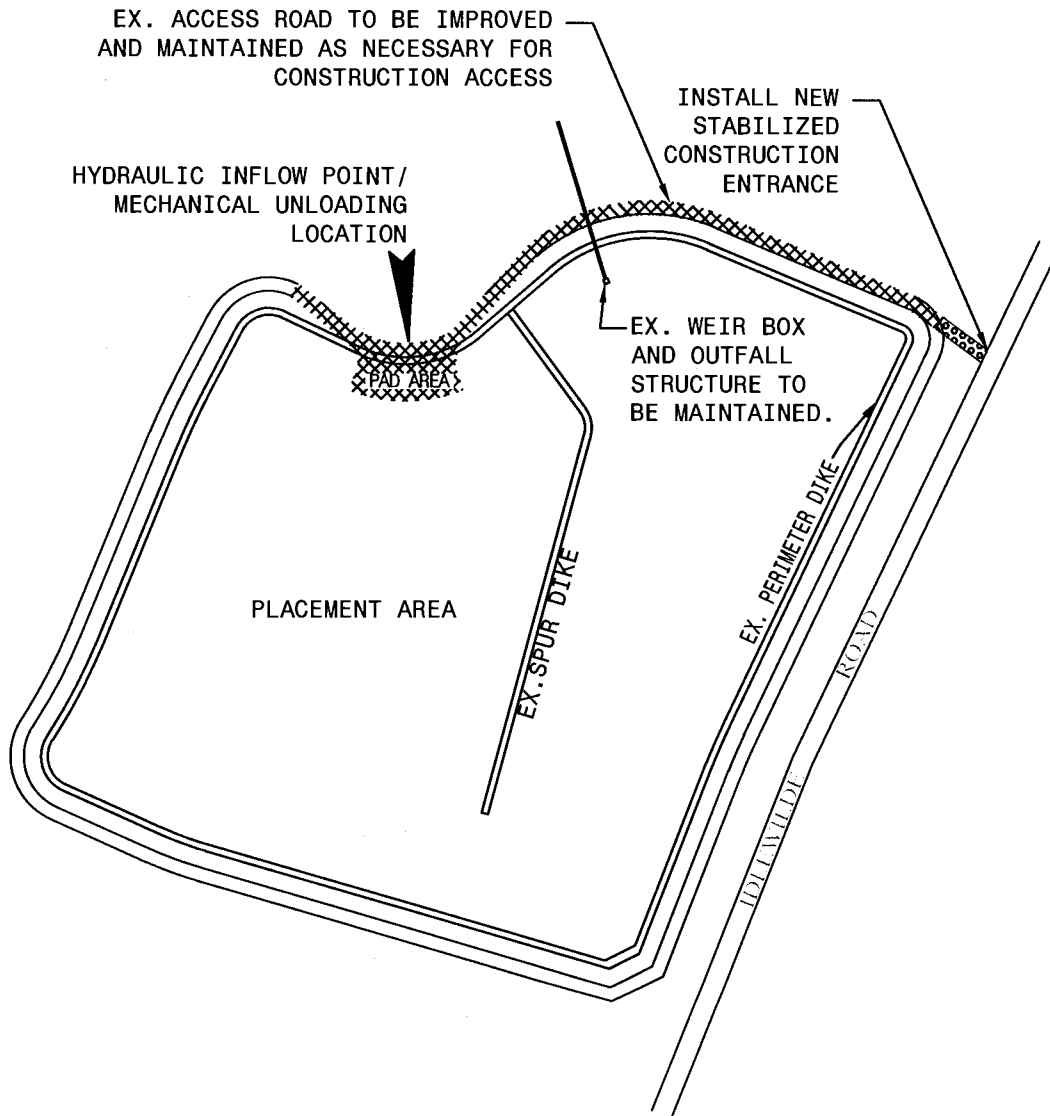 EX. ACCESS ROAD TO BE IMPROVED
AND MAINTAINED AS NECESSARY FOR
CONSTRUCTION ACCESS
INSTALL NEW
STABILIZED
CONSTRUCTION
ENTRANCE
HYDRAULIC INFLOW POINT/
MECHANICAL UNLOADING
LOCATION
EX. WEIR BOX
AND OUTFALL
STRUCTURE TO
BE MAINTAINED.
PAD AREA
EX. PERIMETER DIKE
EX.SPUR DIKE
PLACEMENT AREA
IDLEWILDE ROAD